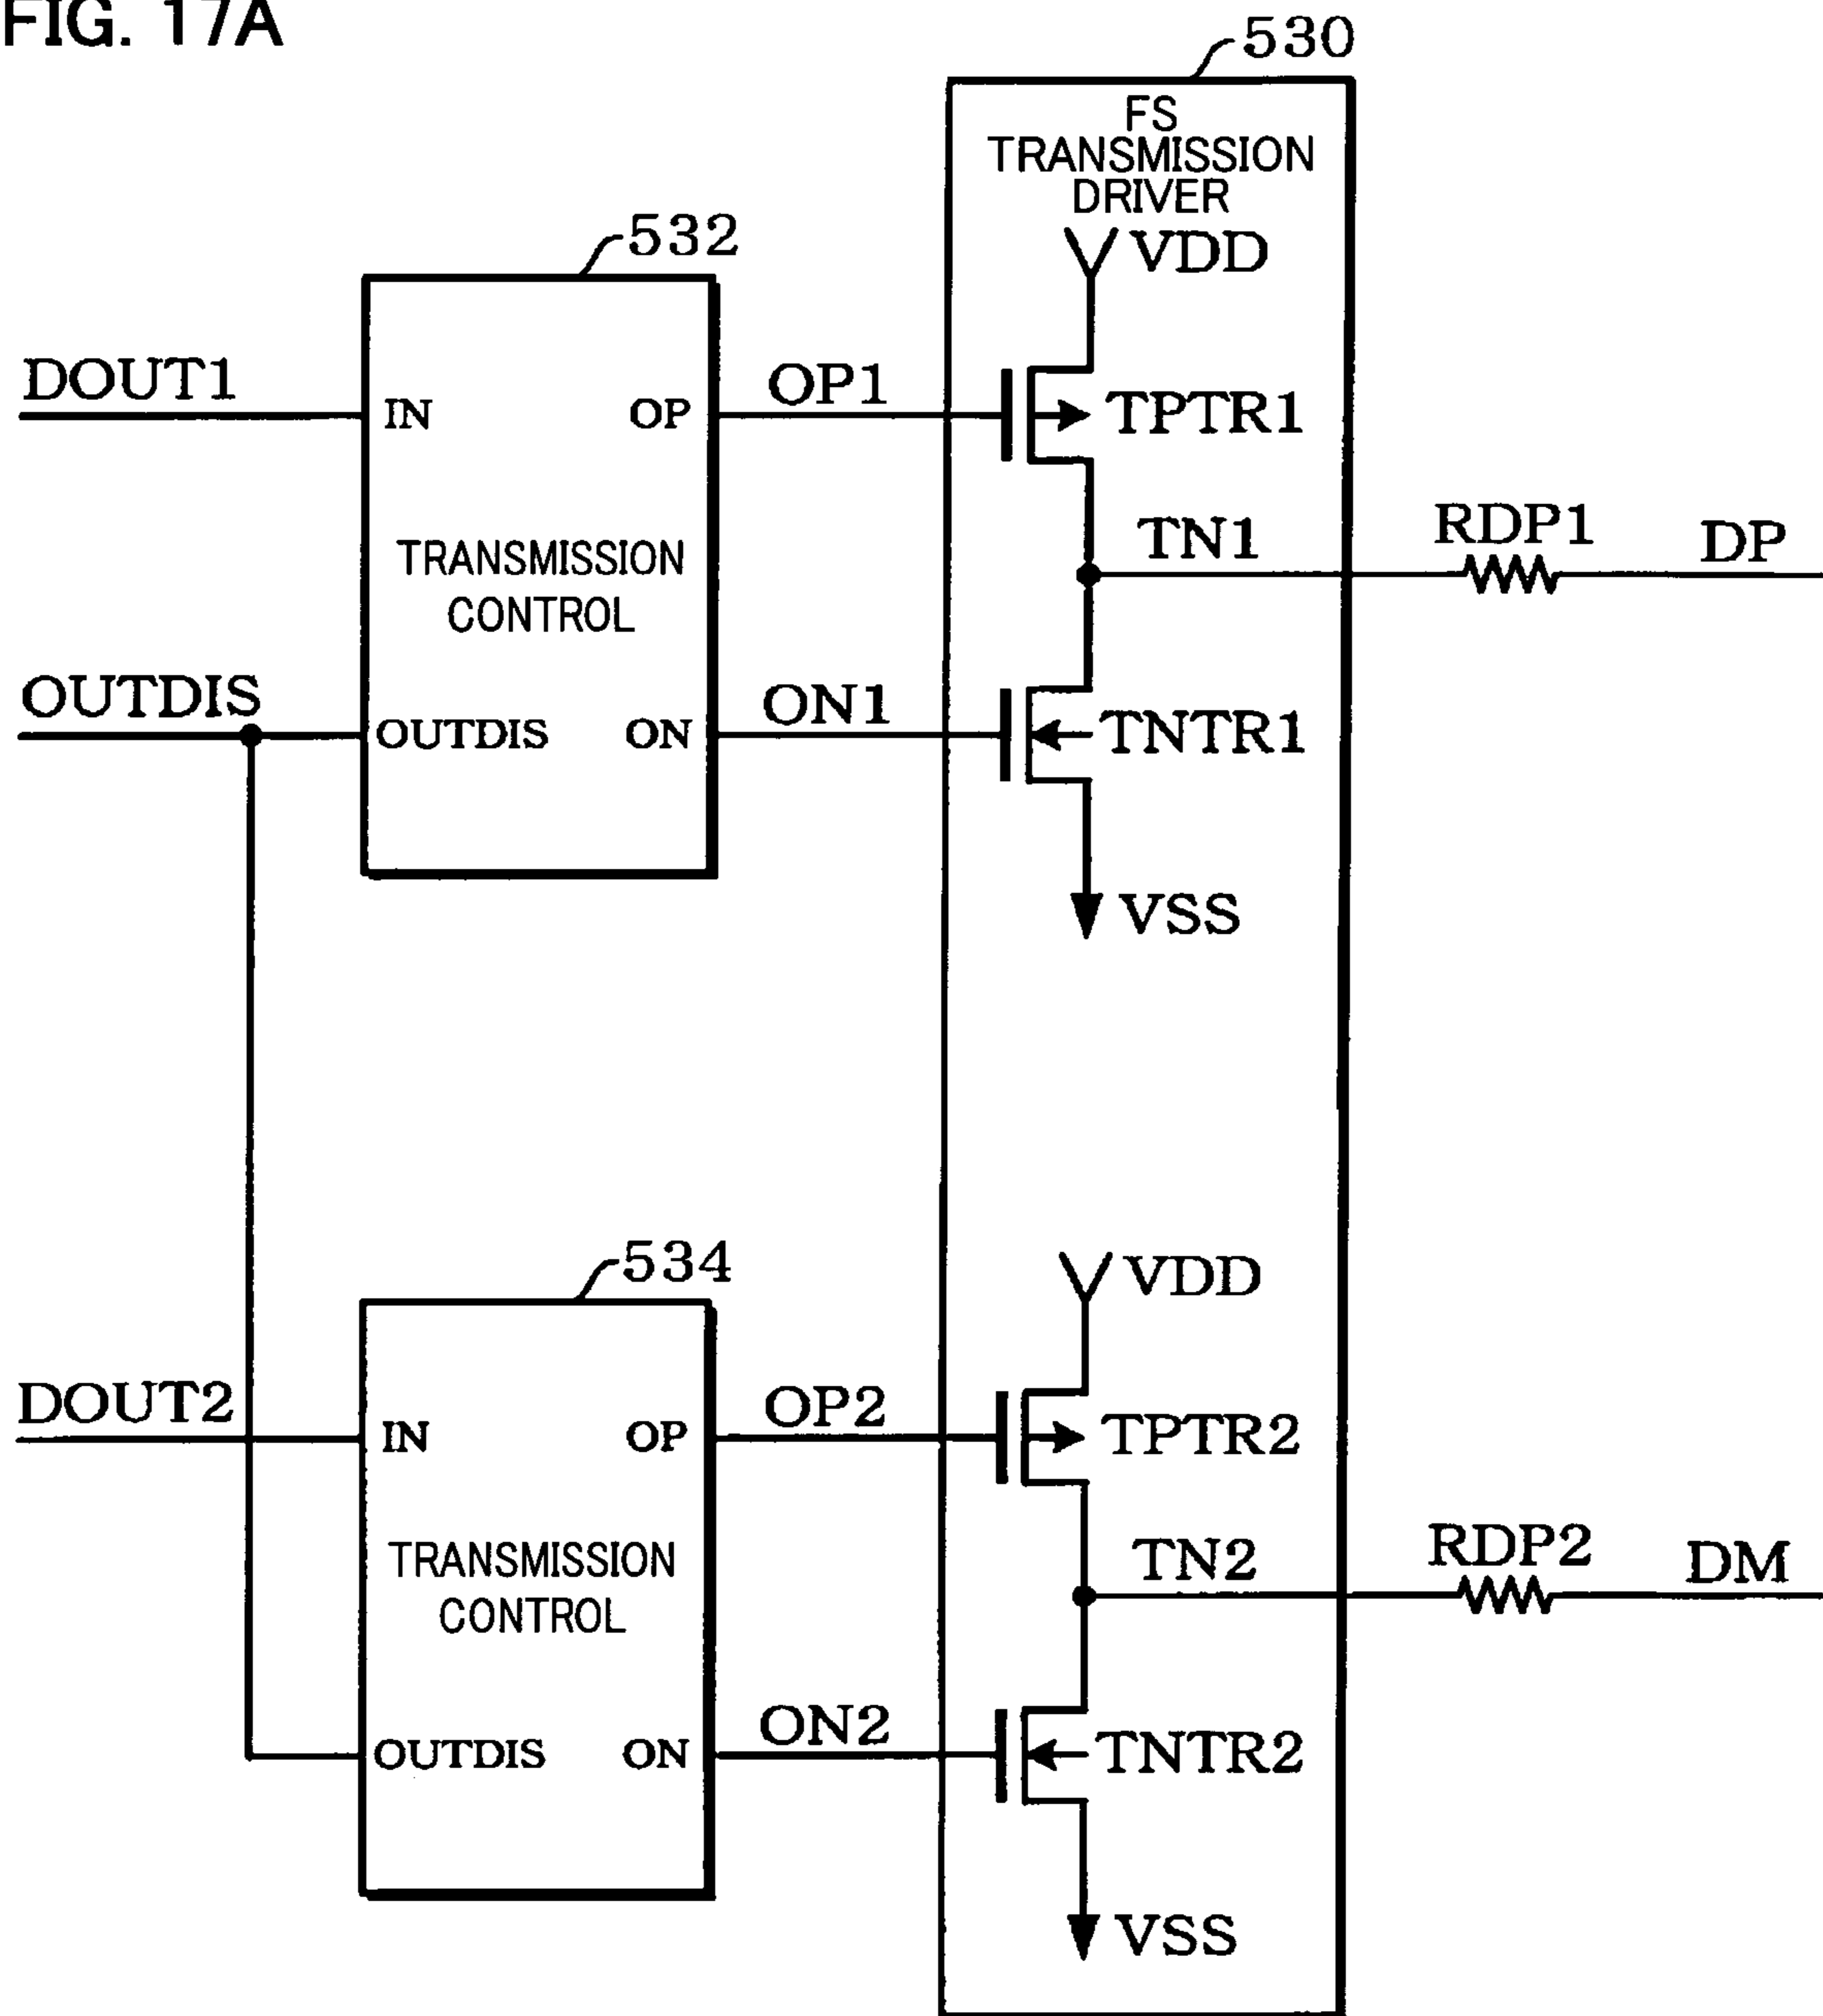 FIG. 17A
530
FS
TRANSMISSION
DRIVER
VDD
532
DOUT1
IN
OP
OP1
TPTR1
TRANSMISSION
CONTROL
TN1
RDP1
DP
OUTDIS
OUTDIS
ON
ON1
TNTR1
VSS
534
VDD
DOUT2
IN
OP
OP2
TPTR2
TRANSMISSION
CONTROL
TN2
RDP2
DM
OUTDIS
ON
ON2
TNTR2
VSS